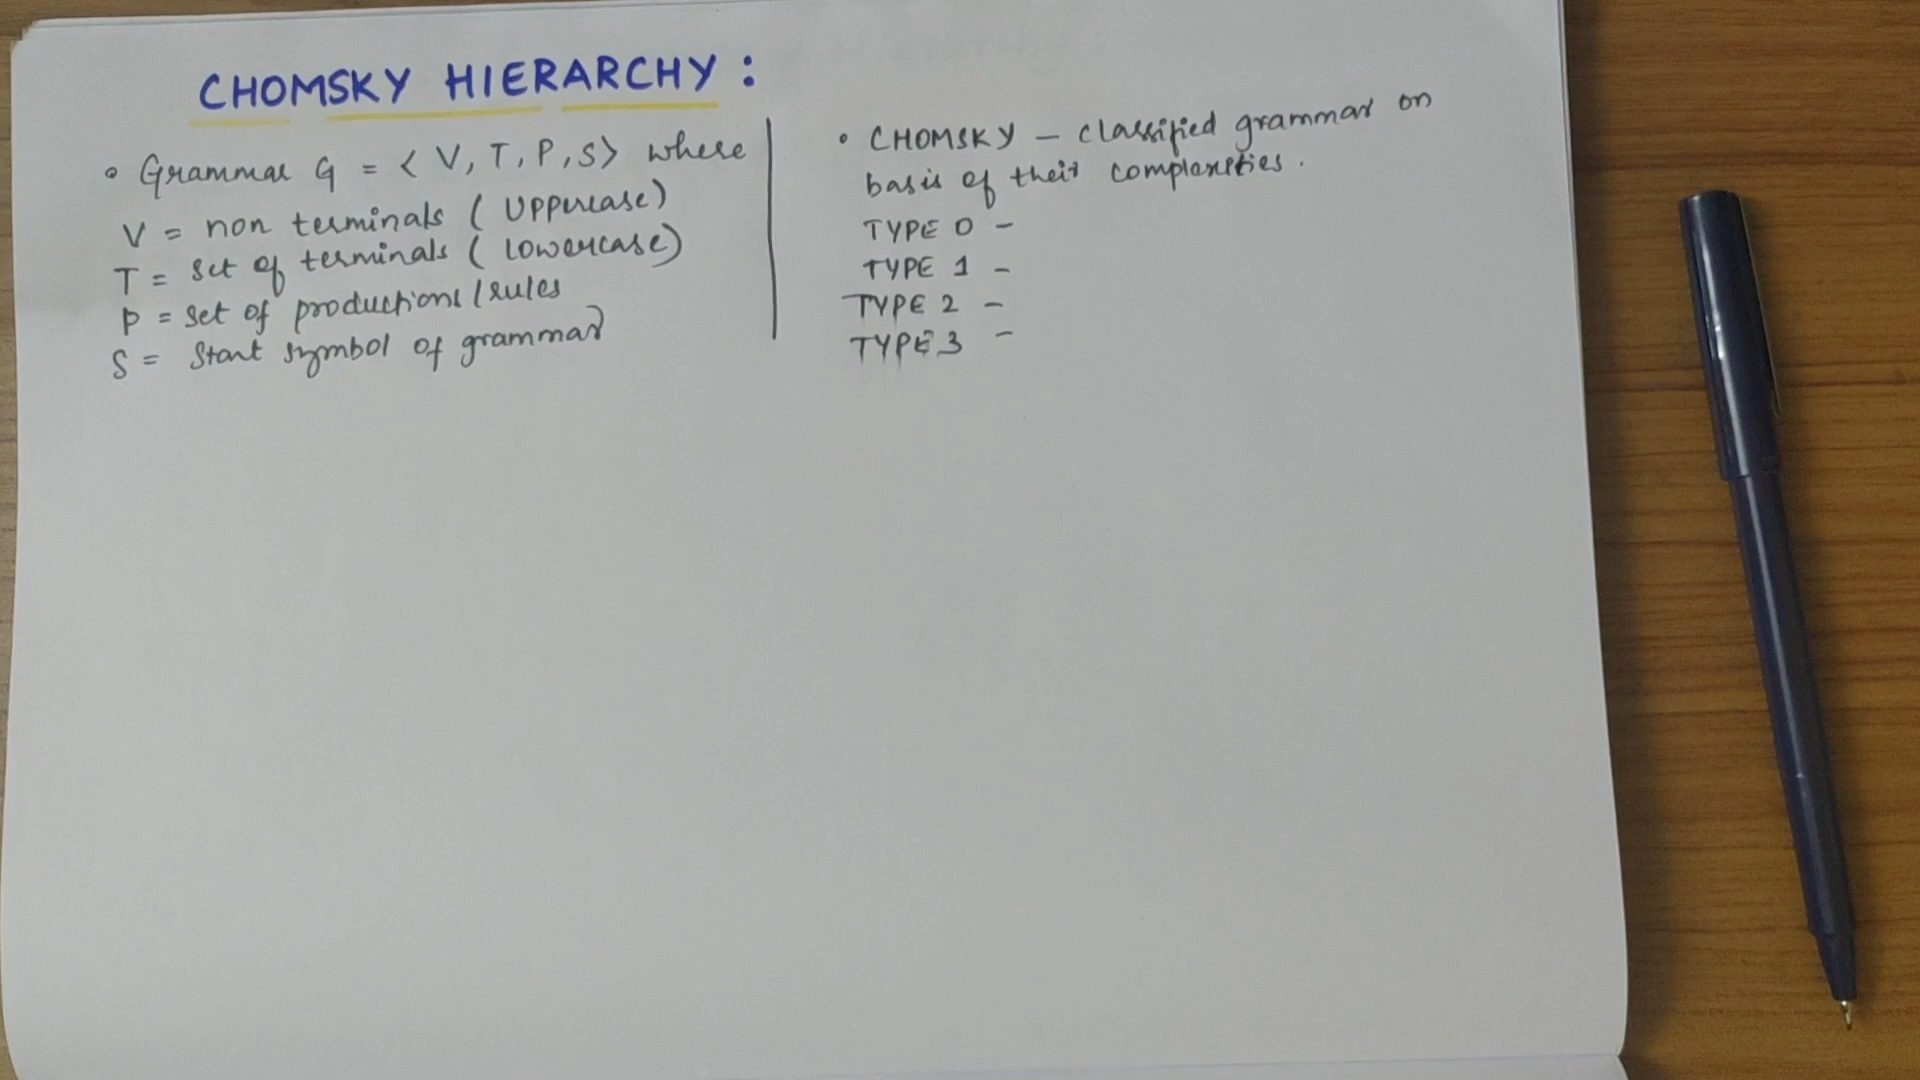 CHOMSKY HIERARCHY :
• Grammar G = < V, T, P, S > where
V = non terminals ( Uppercase)
T = set of terminals ( lowercase)
P = set of productions / rules
S = Start symbol of grammar
• CHOMSKY – classified grammar on
basis of their complexities .
TYPE 0 –
TYPE 1 –
TYPE 2 –
TYPE 3 –